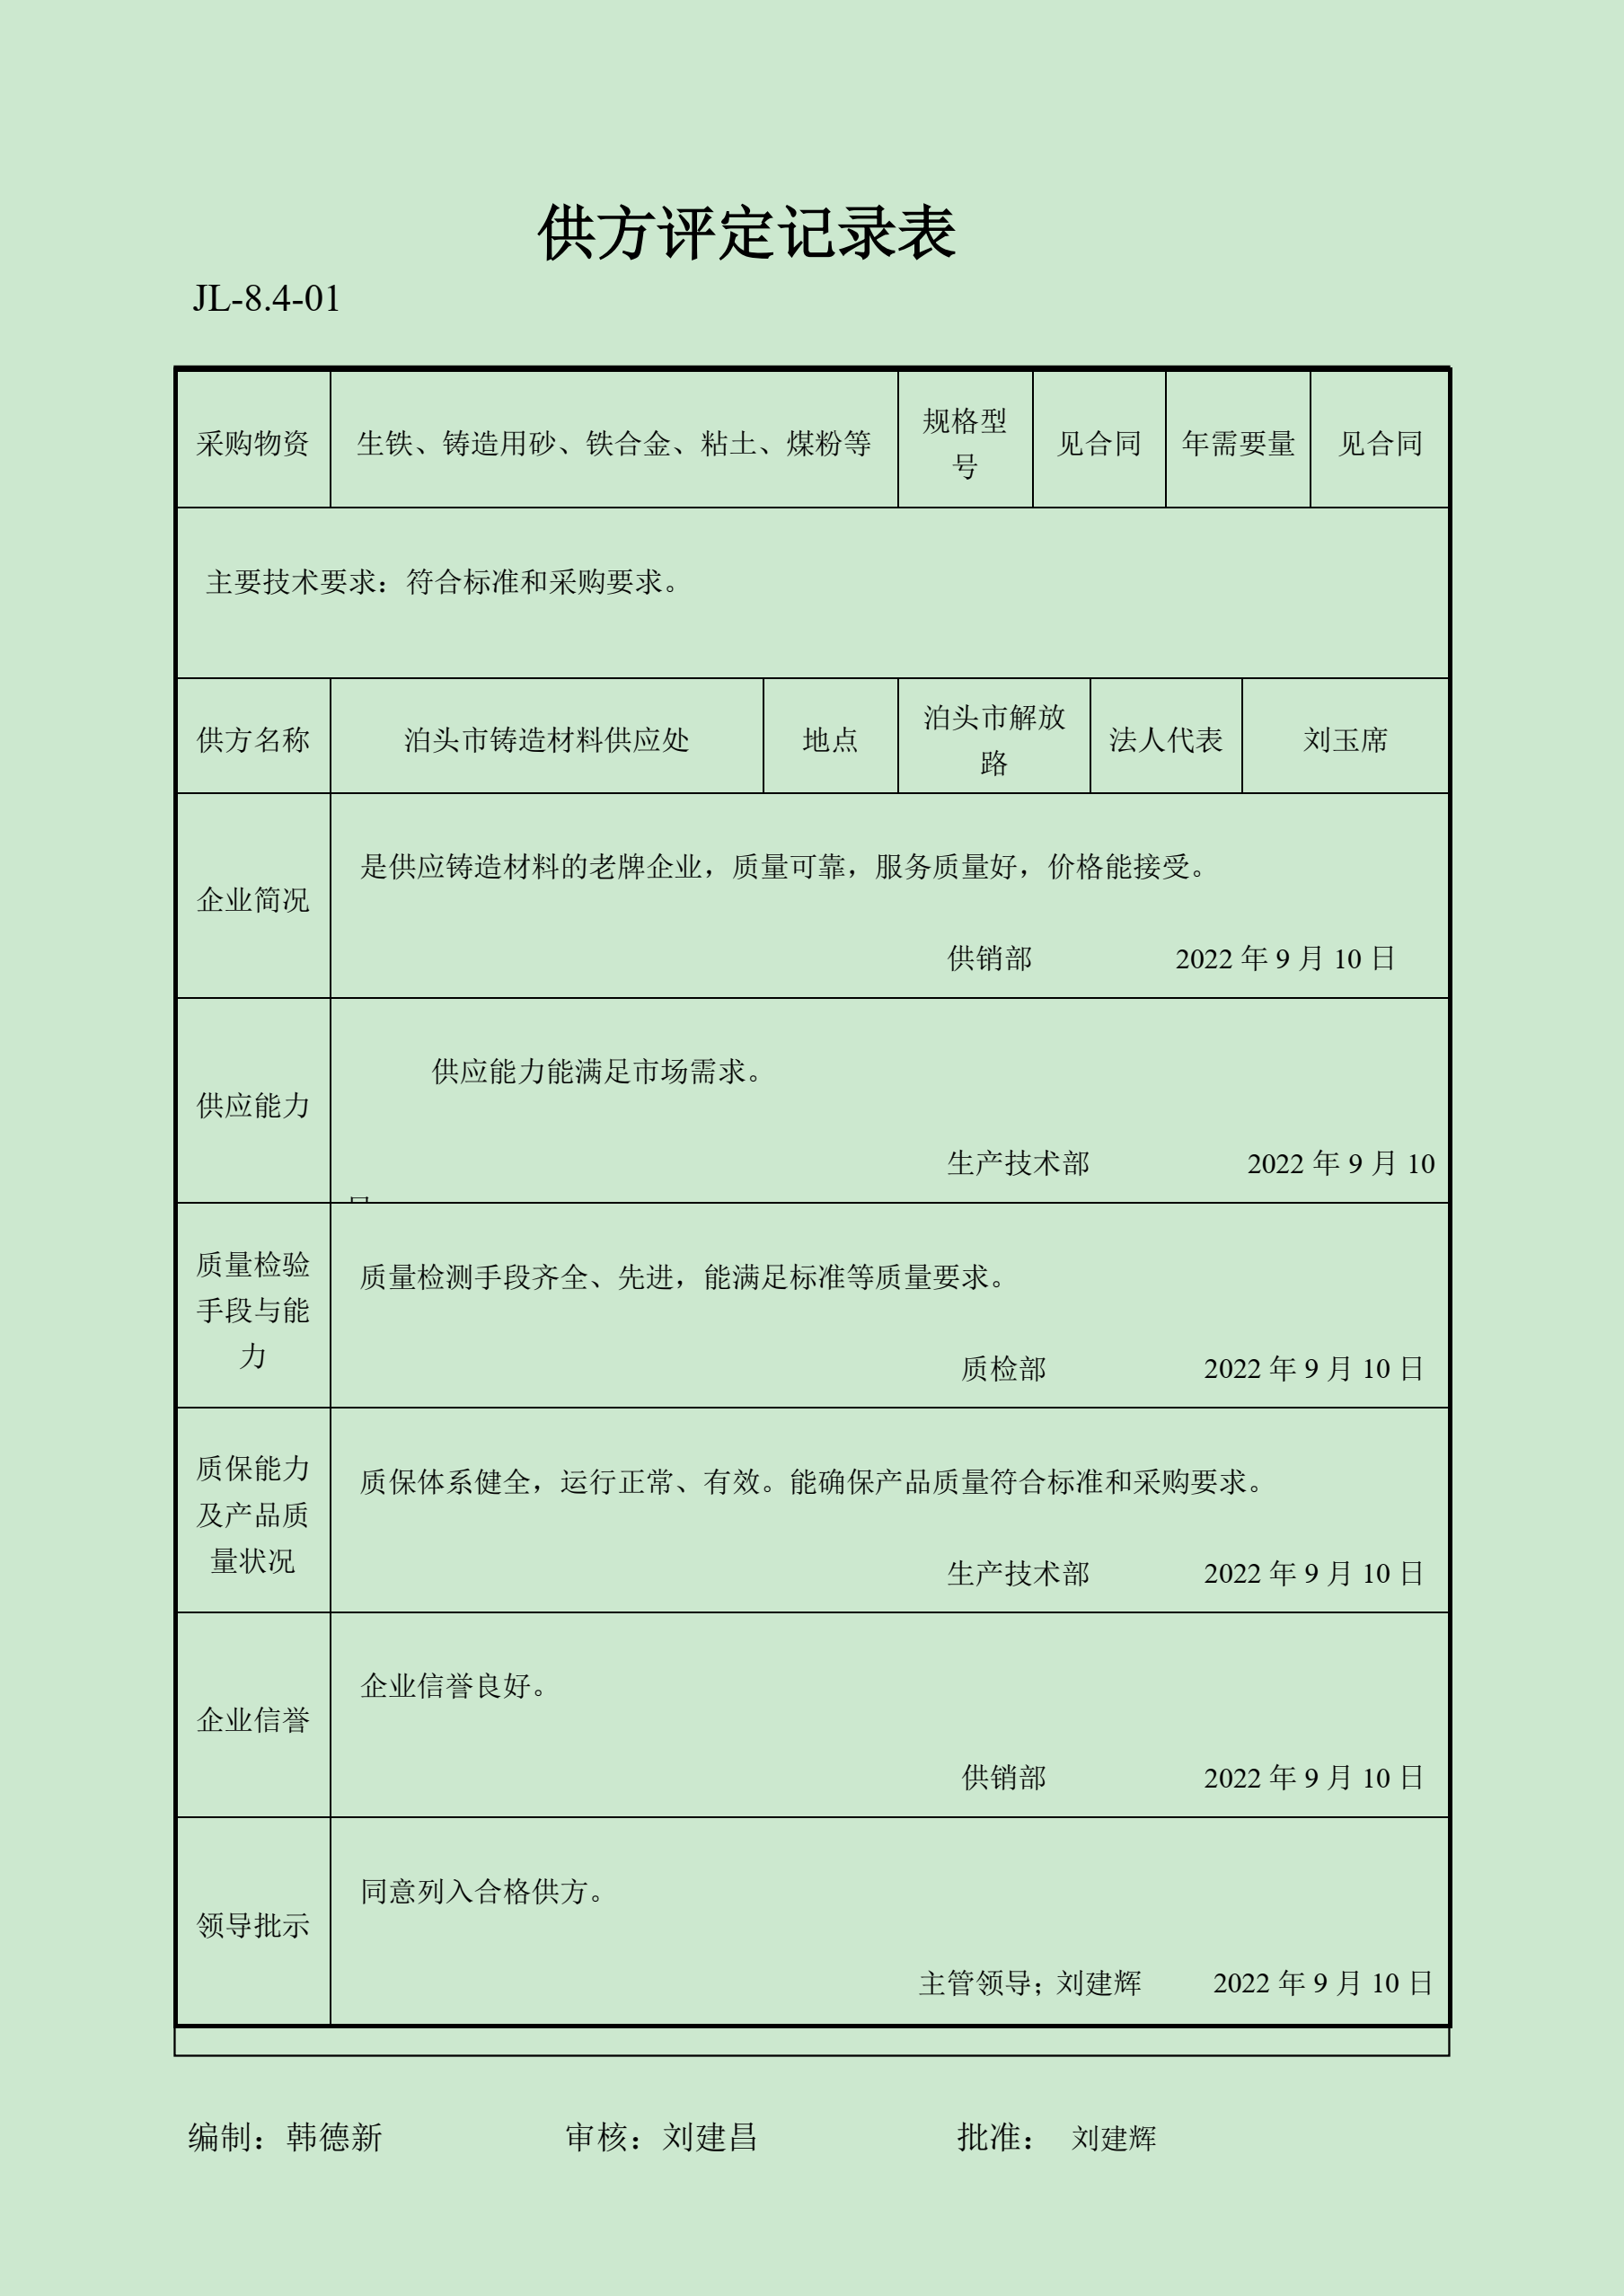 供方评定记录表
JL-8.4-01
采购物资 生铁、铸造用砂、铁合金、粘土、煤粉等 规格型号 见合同 年需要量 见合同
主要技术要求：符合标准和采购要求。
供方名称 泊头市铸造材料供应处 地点 泊头市解放路 法人代表 刘玉席
企业简况
是供应铸造材料的老牌企业，质量可靠，服务质量好，价格能接受。
供销部 2022 年 9 月 10 日
供应能力
供应能力能满足市场需求。
生产技术部 2022 年 9 月 10
质量检验手段与能力
质量检测手段齐全、先进，能满足标准等质量要求。
质检部 2022 年 9 月 10 日
质保能力及产品质量状况
质保体系健全，运行正常、有效。能确保产品质量符合标准和采购要求。
生产技术部 2022 年 9 月 10 日
企业信誉
企业信誉良好。
供销部 2022 年 9 月 10 日
领导批示
同意列入合格供方。
主管领导；刘建辉 2022 年 9 月 10 日
编制：韩德新 审核：刘建昌 批准： 刘建辉